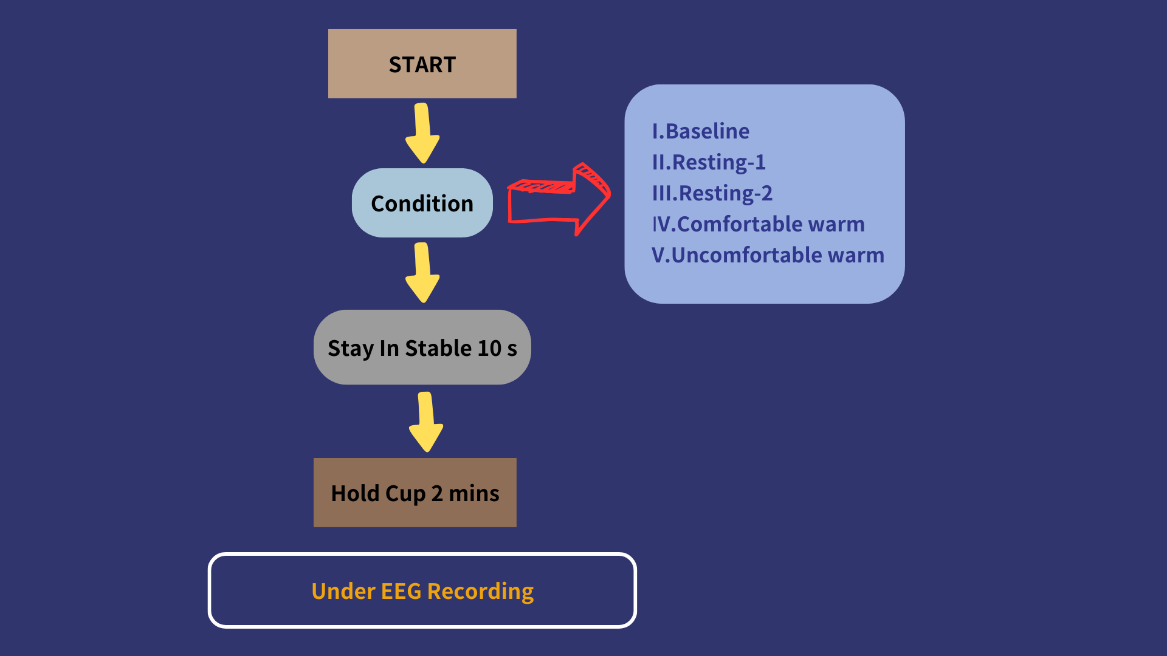 START
Condition
I.Baseline
II.Resting-1
III.Resting-2
IV.Comfortable warm
V.Uncomfortable warm
Stay In Stable 10 s
Hold Cup 2 mins
Under EEG Recording